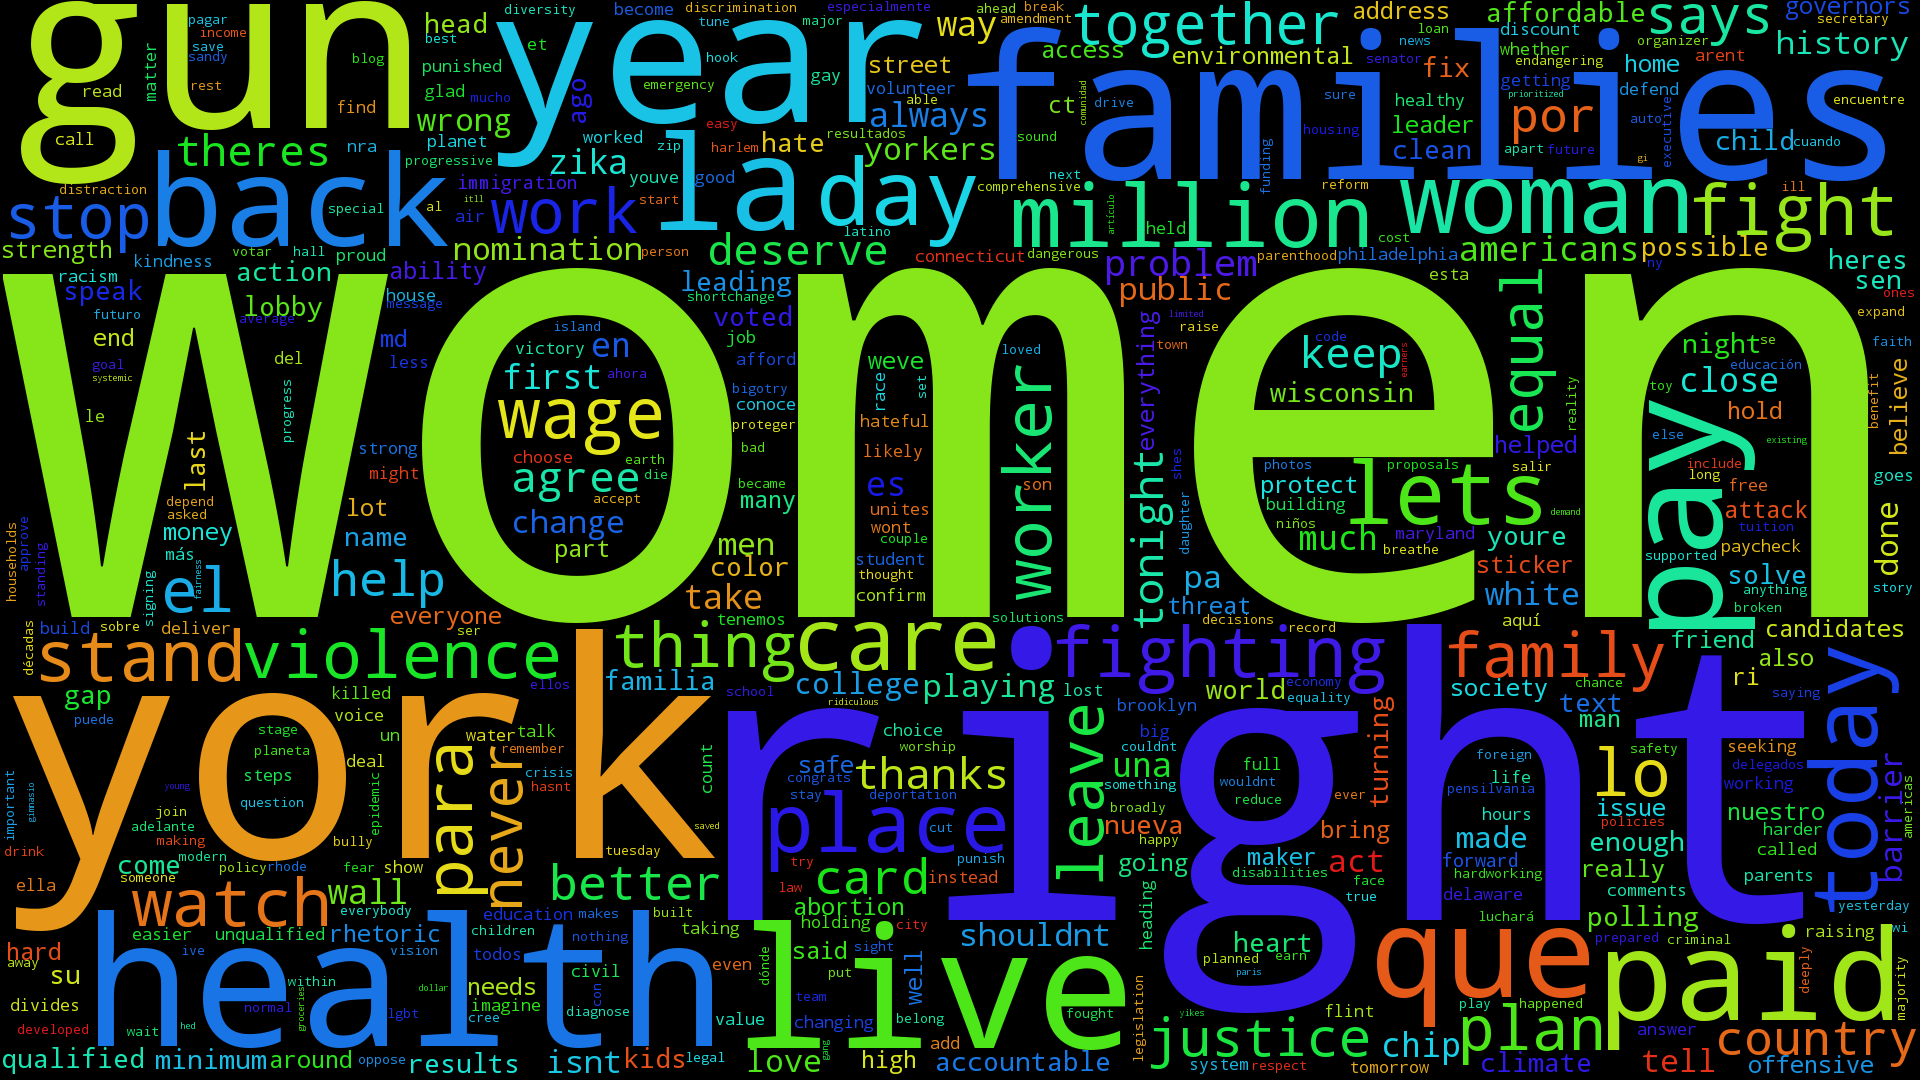 women
right
york
families
gun
year
health
live
back
la
day
million
woman
fight
together
pay
paid
que
lets
work
stop
stand
violence
thing
care
fighting
family
worker
wage
agree
first
change
equal
today
tonight
leave
place
para
never
watch
wall
better
card
thanks
justice
plan
country
lo
el
help
take
men
color
many
keep
wisconsin
en
part
theres
wrong
head
zika
hate
yorkers
always
street
way
access
address
affordable
says
history
governors
environmental
fix
leader
clean
healthy
por
child
home
defend
deserve
nomination
strength
action
lobby
speak
ability
leading
voted
problem
public
americans
possible
heres
sen
night
close
hold
believe
done
solve
white
youre
sticker
attack
paycheck
helped
protect
building
much
threat
pa
everything
es
weve
name
money
lot
last
everyone
familia
college
playing
world
society
text
man
ri
also
candidates
friend
barrier
nuestro
issue
enough
really
made
bring
turning
act
maker
going
nueva
una
safe
abortion
said
shouldnt
heart
polling
raising
offensive
tell
climate
chip
accountable
high
love
kids
isnt
results
around
minimum
qualified
su
hard
come
gap
rhetoric
needs
imagine
value
well
flint
tomorrow
diversity
become
discrimination
tune
major
especialmente
ahead
break
amendment
loan
news
senator
discount
whether
endangering
organizer
secretary
getting
prioritized
arent
encuentre
cuando
auto
executive
future
apart
housing
sure
drive
comunidad
able
volunteer
resultados
sound
emergency
easy
harlem
zip
worked
ago
hook
gay
et
best
punished
glad
mucho
planet
progressive
nra
find
blog
matter
pagar
income
save
sandy
rest
read
call
distraction
special
al
immigration
air
itll
youve
good
start
latino
person
comprehensive
next
funding
reform
held
artículo
cost
ill
gi
ct
racism
kindness
votar
hall
proud
futuro
house
message
average
end
goal
systemic
del
md
less
le
progress
strong
might
connecticut
dangerous
parenthood
philadelphia
esta
ny
ones
expand
shortchange
job
afford
bigotry
conoce
proteger
bad
became
island
victory
ahora
choose
earth
die
accept
race
set
loved
hateful
likely
son
unites
wont
couple
student
thought
confirm
limited
raise
town
code
earners
shes
daughter
photos
proposals
niños
maryland
breathe
salir
reality
demand
se
educación
toy
else
include
long
free
tuition
existing
faith
benefit
goes
supported
anything
broken
story
depend
asked
más
signing
fairness
households
approve
standing
build
sobre
deliver
décadas
ser
tenemos
solutions
decisions
record
aquí
killed
voice
puede
stage
planeta
steps
question
un
deal
water
talk
remember
crisis
hasnt
ellos
school
ridiculous
lost
brooklyn
economy
equality
chance
saying
important
gimnasio
young
join
adelante
making
modern
someone
policy
rhode
bully
epidemic
fear
show
tuesday
saved
count
choice
worship
congrats
stay
deportation
cut
try
law
instead
punish
big
couldnt
something
broadly
happy
full
wouldnt
reduce
disabilities
ever
face
true
foreign
life
pensilvania
hours
policies
forward
hardworking
delaware
luchará
safety
seeking
delegados
working
harder
called
parents
comments
americas
yesterday
wi
drink
ella
easier
unqualified
everybody
education
makes
children
built
taking
nothing
todos
vision
ive
away
divides
developed
wait
hed
within
normal
groceries
oppose
lgbt
dollar
cree
civil
con
diagnose
even
dónde
legal
gang
holding
city
sight
put
team
changing
belong
add
fought
heading
legislation
planned
earn
paris
yikes
system
respect
play
happened
prepared
criminal
answer
deeply
majority